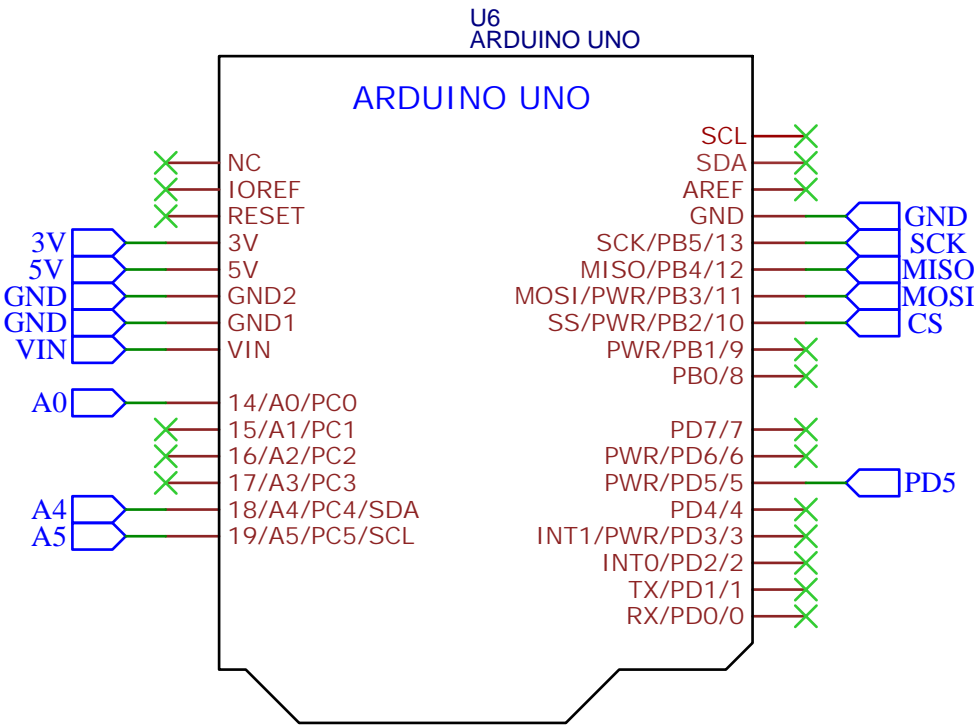 U6
ARDUINO UNO
ARDUINO UNO
SCL
NC SDA
IOREF AREF
RESET GND GND
3V 3V SCK/PB5/13 SCK
5V 5V MISO/PB4/12 MISO
GND GND2 MOSI/PWR/PB3/11 MOSI
GND GND1 SS/PWR/PB2/10 CS
VIN VIN PWR/PB1/9
PB0/8
A0 14/A0/PC0
15/A1/PC1 PD7/7
16/A2/PC2 PWR/PD6/6
17/A3/PC3 PWR/PD5/5 PD5
A4 18/A4/PC4/SDA PD4/4
A5 19/A5/PC5/SCL INT1/PWR/PD3/3
INT0/PD2/2
TX/PD1/1
RX/PD0/0